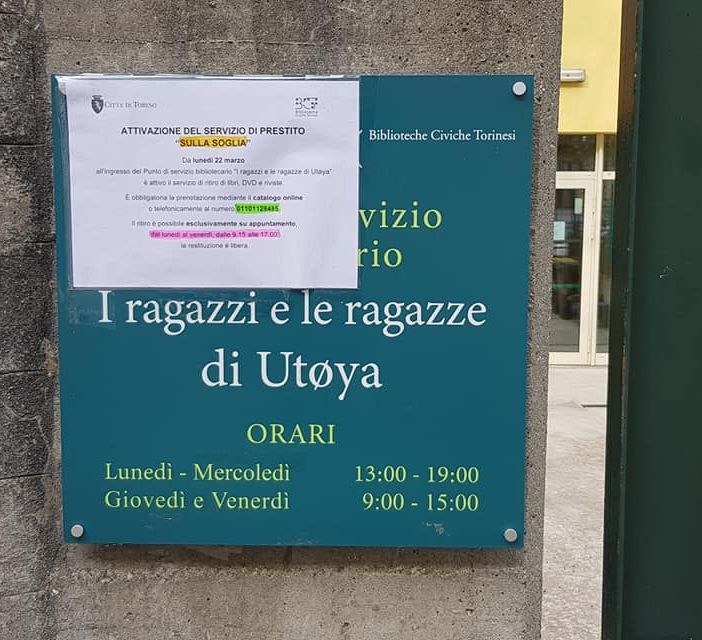 CITTÀ DI TORINO
BCT
Biblioteche
Civiche Torinesi
ATTIVAZIONE DEL SERVIZIO DI PRESTITO
“SULLA SOGLIA”
Da lunedì 22 marzo
all'ingresso del Punto di servizio bibliotecario “I ragazzi e le ragazze di Utøya”
è attivo il servizio di ritiro di libri, DVD e riviste.
È obbligatoria la prenotazione mediante il catalogo online
o telefonicamente al numero 01101128485.
Il ritiro è possibile esclusivamente su appuntamento,
dal lunedì al venerdì, dalle 9.15 alle 17.00
la restituzione è libera.
Biblioteche Civiche Torinesi
vizio
rio
I ragazzi e le ragazze
di Utøya
ORARI
Lunedì - Mercoledì 13:00 - 19:00
Giovedì e Venerdì 9:00 - 15:00